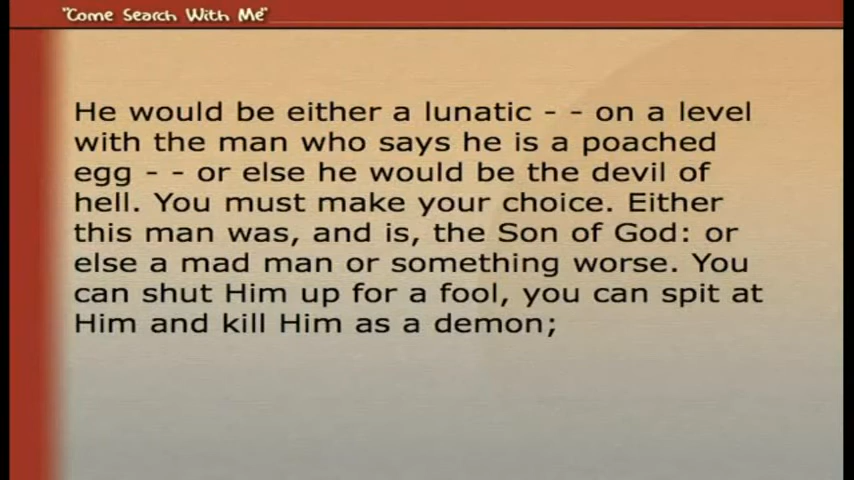 "Come Search With Me"
He would be either a lunatic - - on a level
with the man who says he is a poached
egg - - or else he would be the devil of
hell. You must make your choice. Either
this man was, and is, the Son of God: or
else a mad man or something worse. You
can shut Him up for a fool, you can spit at
Him and kill Him as a demon;